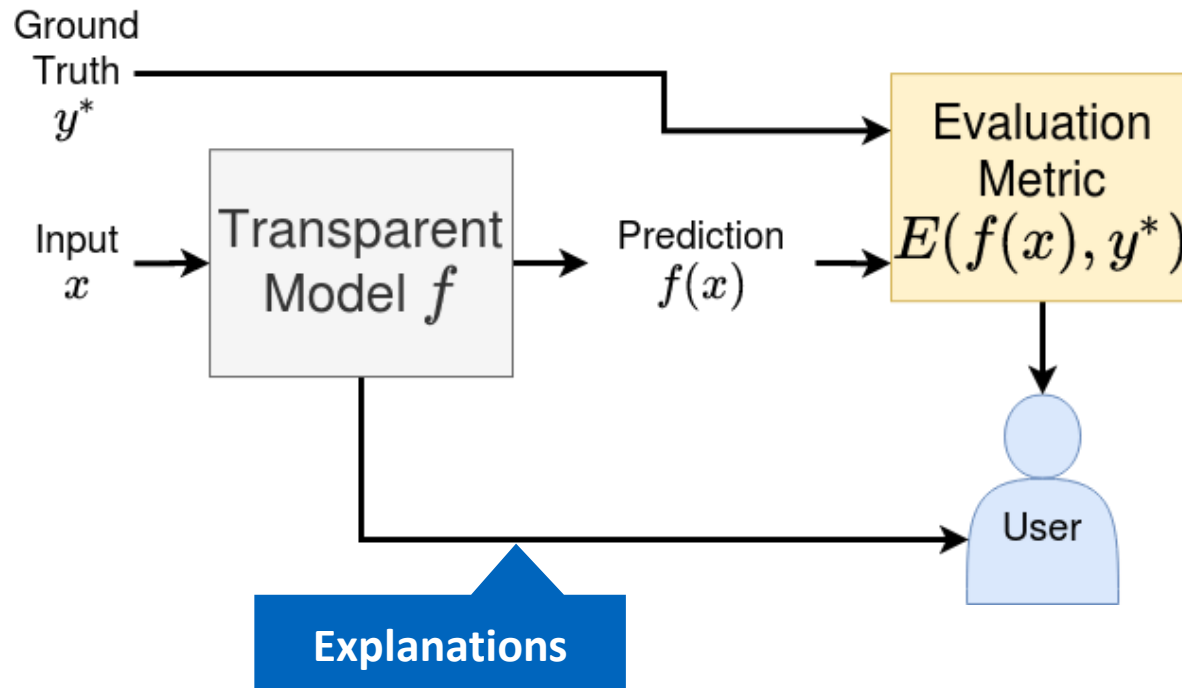 Ground
Truth
y*
Input
x
Transparent
Model f
Prediction
f(x)
Evaluation
Metric
E(f(x), y*)
User
Explanations